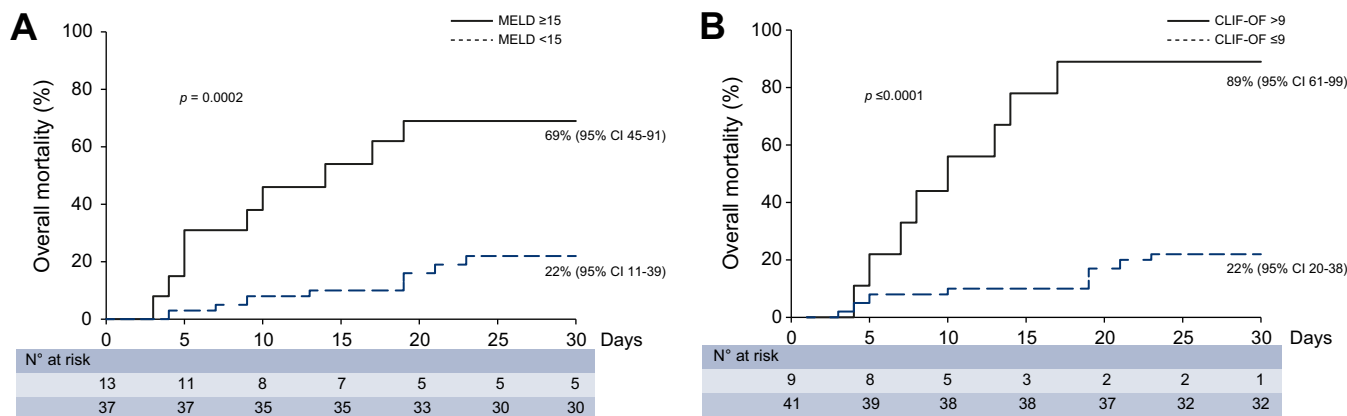 A
MELD ≥15
MELD <15
100
80
60
40
20
0
Overall mortality (%)
p = 0.0002
69% (95% CI 45-91)
22% (95% CI 11-39)
0 5 10 15 20 25 30 Days
N° at risk
13 11 8 7 5 5 5
37 37 35 35 33 30 30
B
CLIF-OF >9
CLIF-OF ≤9
100
80
60
40
20
0
Overall mortality (%)
p ≤0.0001
89% (95% CI 61-99)
22% (95% CI 20-38)
0 5 10 15 20 25 30 Days
N° at risk
9 8 5 3 2 2 1
41 39 38 38 37 32 32